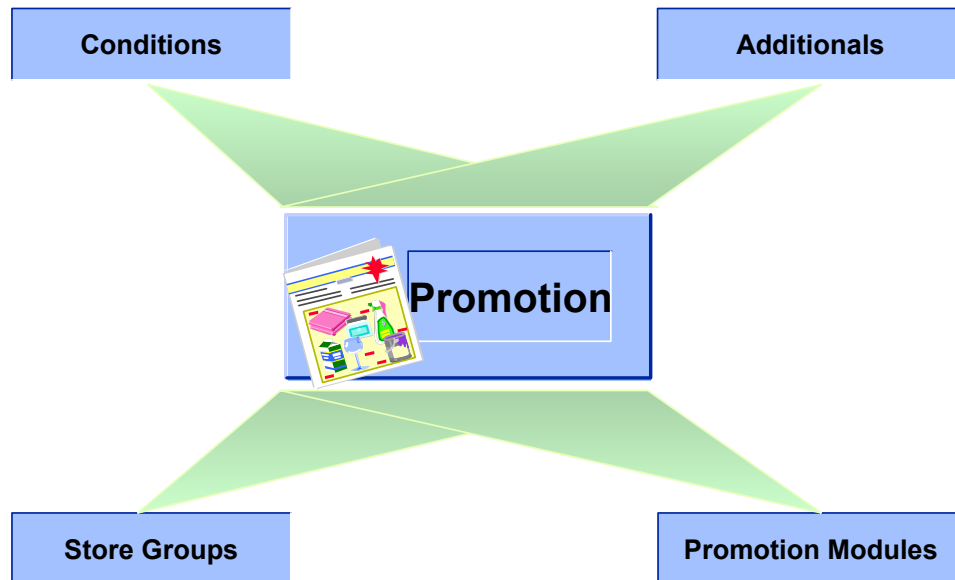 Conditions
Additionals
Promotion
Store Groups
Promotion Modules